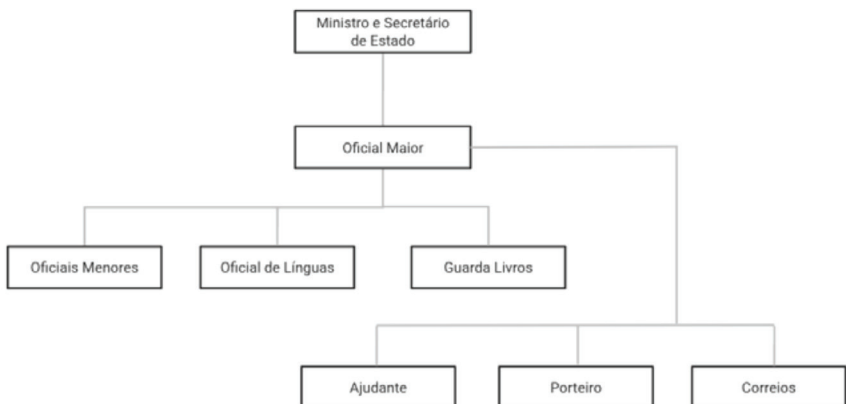 Ministro e Secretário
de Estado
Oficial Maior
Oficiais Menores
Oficial de Línguas
Guarda Livros
Ajudante
Porteiro
Correios